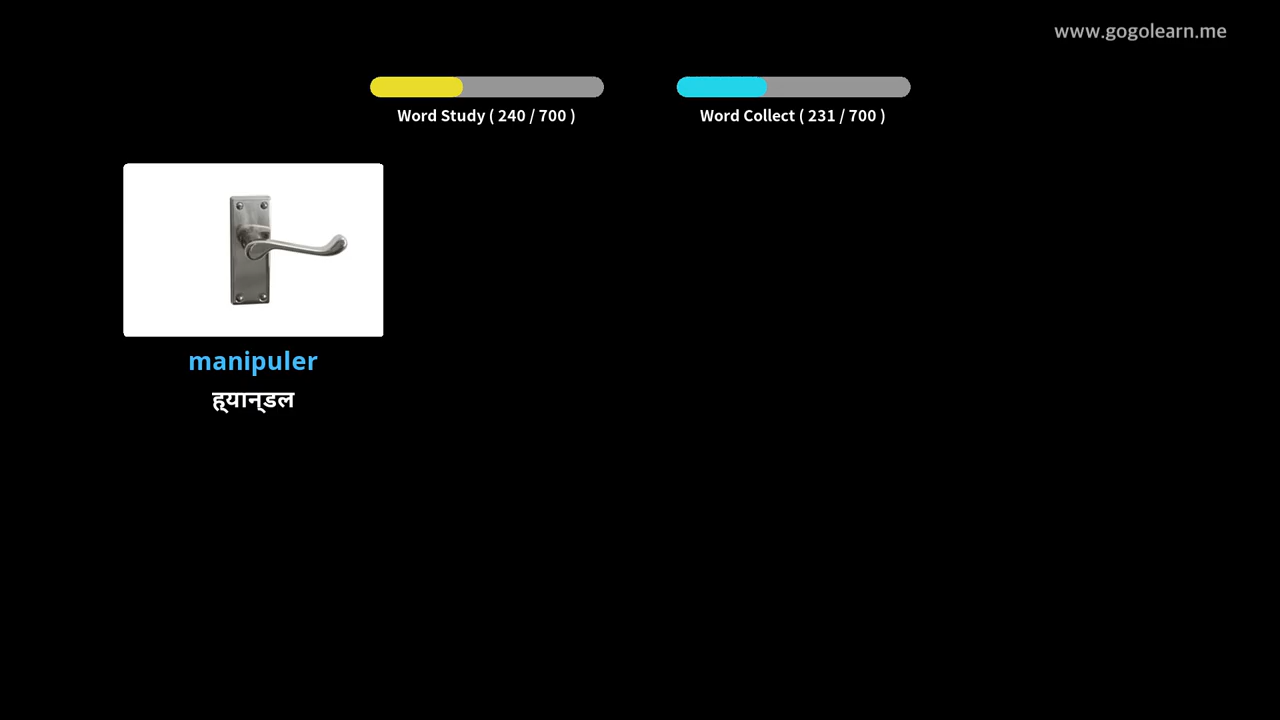 www.gogolearn.me
Word Study ( 240 / 700 )
Word Collect ( 231 / 700 )
manipuler
ह्यान्डल